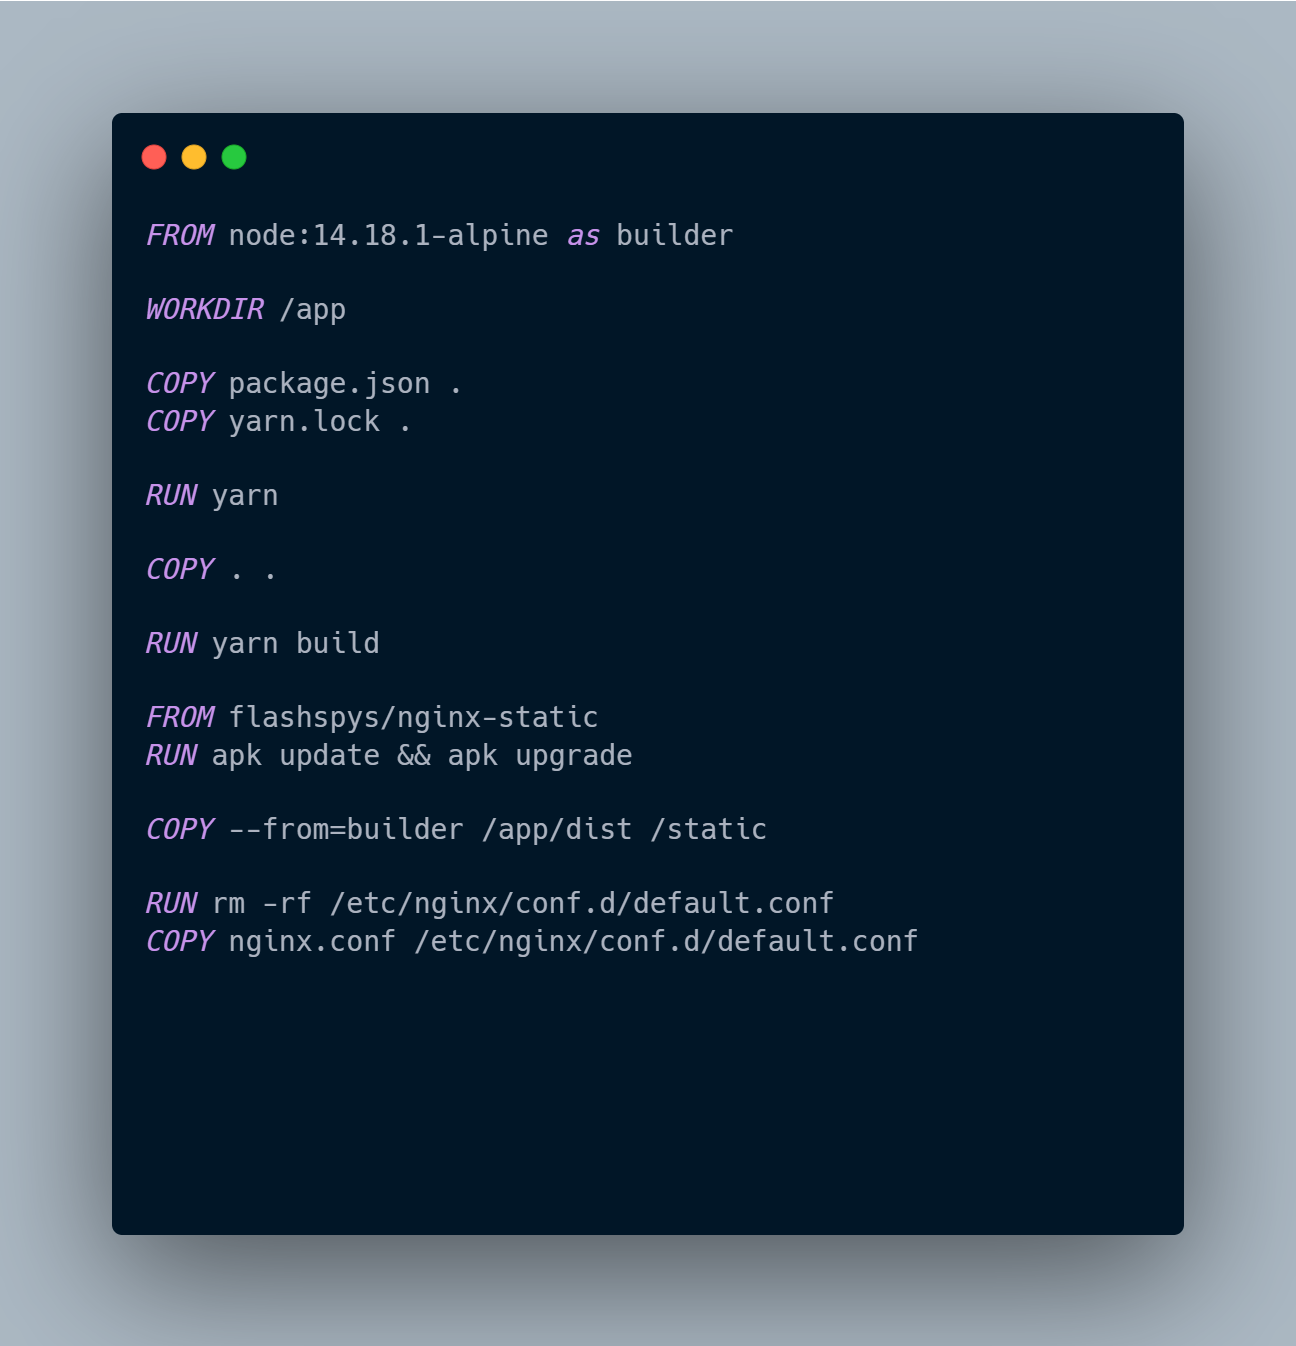 FROM node:14.18.1-alpine as builder
WORKDIR /app
COPY package.json .
COPY yarn.lock .
RUN yarn
COPY . .
RUN yarn build
FROM flashspys/nginx-static
RUN apk update && apk upgrade
COPY --from=builder /app/dist /static
RUN rm -rf /etc/nginx/conf.d/default.conf
COPY nginx.conf /etc/nginx/conf.d/default.conf